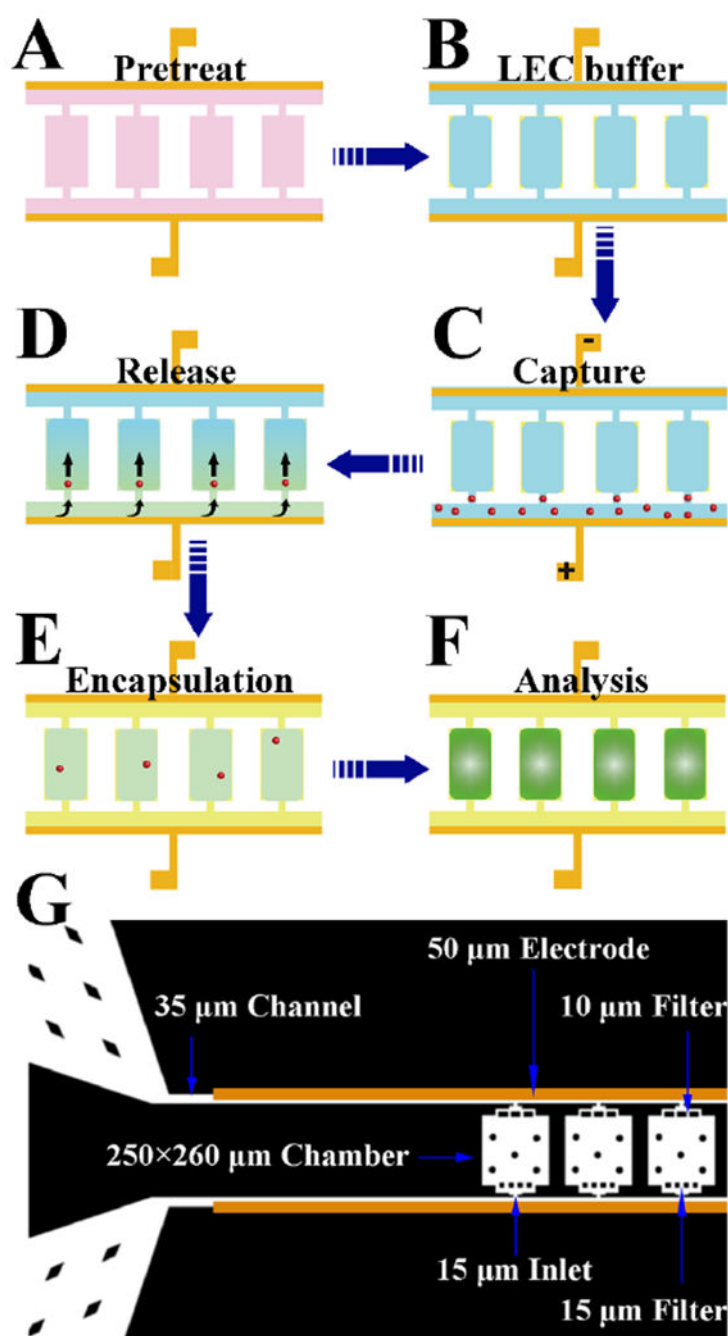 A
Pretreat
B
LEC buffer
D
Release
C
Capture
-
+
E
Encapsulation
F
Analysis
G
50 μm Electrode
35 μm Channel
10 μm Filter
250×260 μm Chamber
15 μm Inlet
15 μm Filter